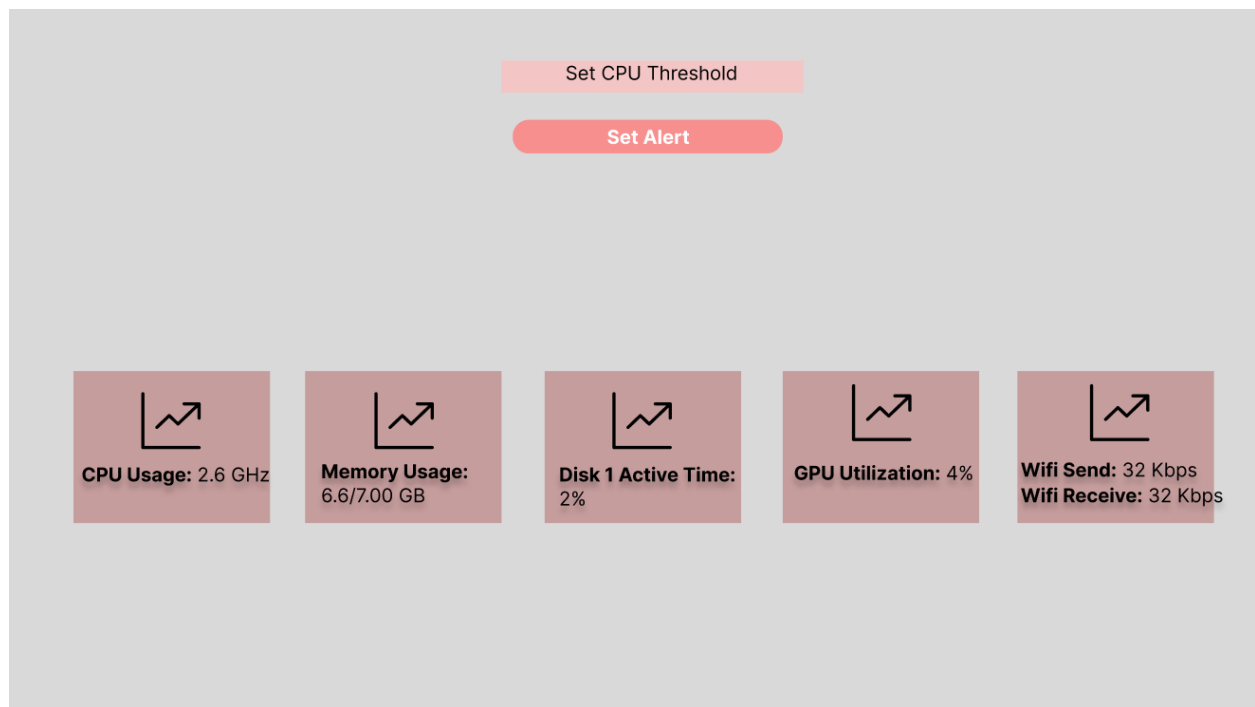 Set CPU Threshold
Set Alert
CPU Usage: 2.6 GHz
Memory Usage:
6.6/7.00 GB
Disk 1 Active Time:
2%
GPU Utilization: 4%
Wifi Send: 32 Kbps
Wifi Receive: 32 Kbps